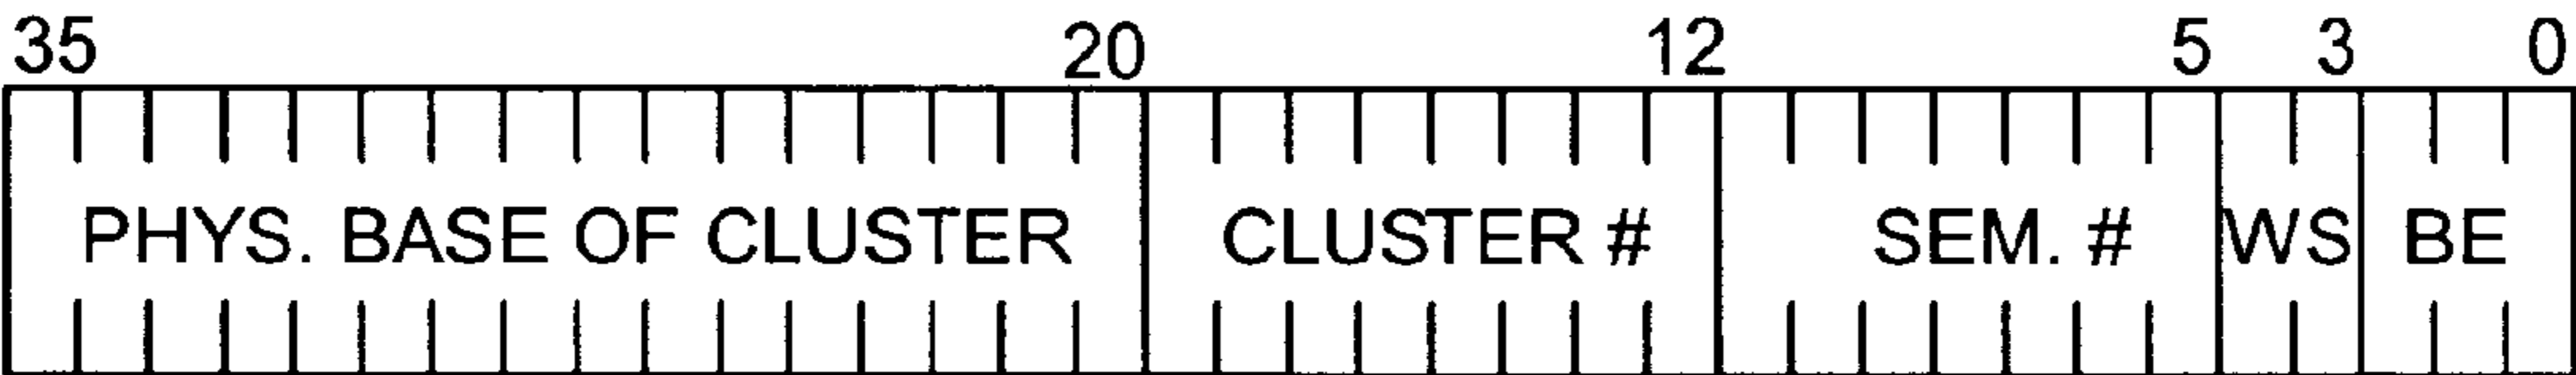 35 20 12 5 3 0
PHYS. BASE OF CLUSTER CLUSTER # SEM. # WS BE